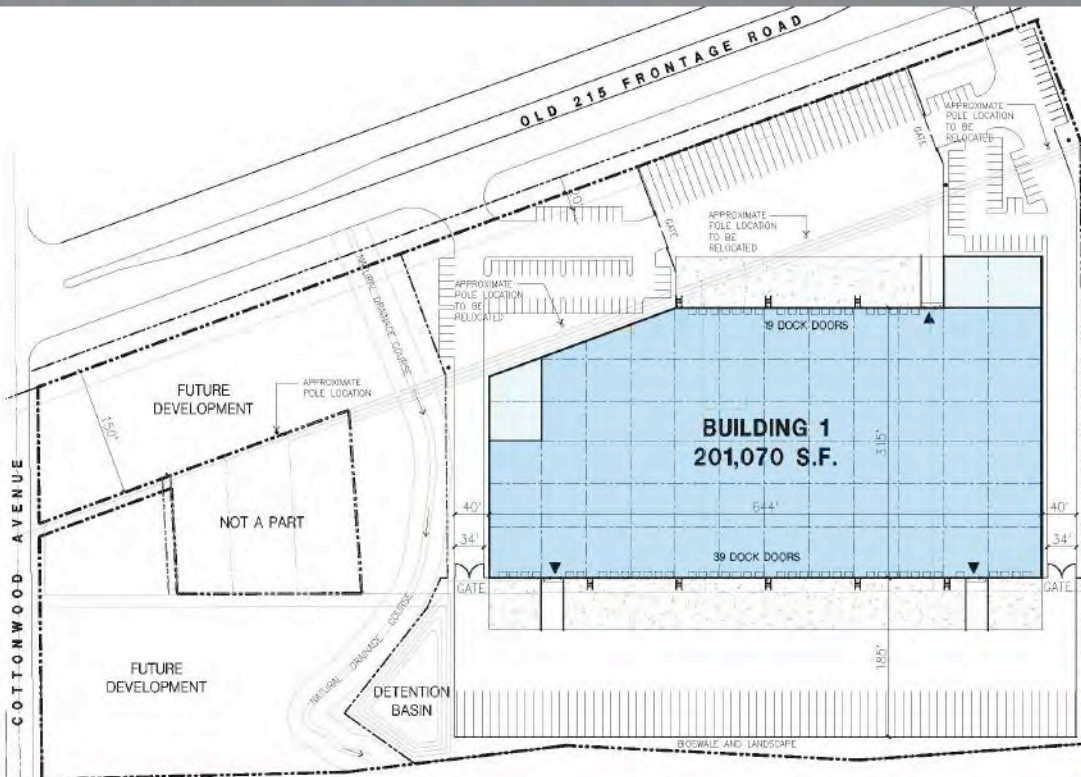 OLD 215 FRONTAGE ROAD
APPROXIMATE
POLE LOCATION
TO BE
RELOCATED
GATE
20'
APPROXIMATE
POLE LOCATION
TO BE
RELOCATED
GATE
NATURAL DRAINAGE COURSE
APPROXIMATE
POLE LOCATION
TO BE
RELOCATED
19 DOCK DOORS
FUTURE
DEVELOPMENT
APPROXIMATE
POLE LOCATION
150'
BUILDING 1
201,070 S.F.
315'
644'
NOT A PART
40'
34'
40'
34'
39 DOCK DOORS
GATE
GATE
COTTONWOOD AVENUE
NATURAL DRAINAGE COURSE
FUTURE
DEVELOPMENT
185'
DETENTION
BASIN
BIOSWALE AND LANDSCAPE